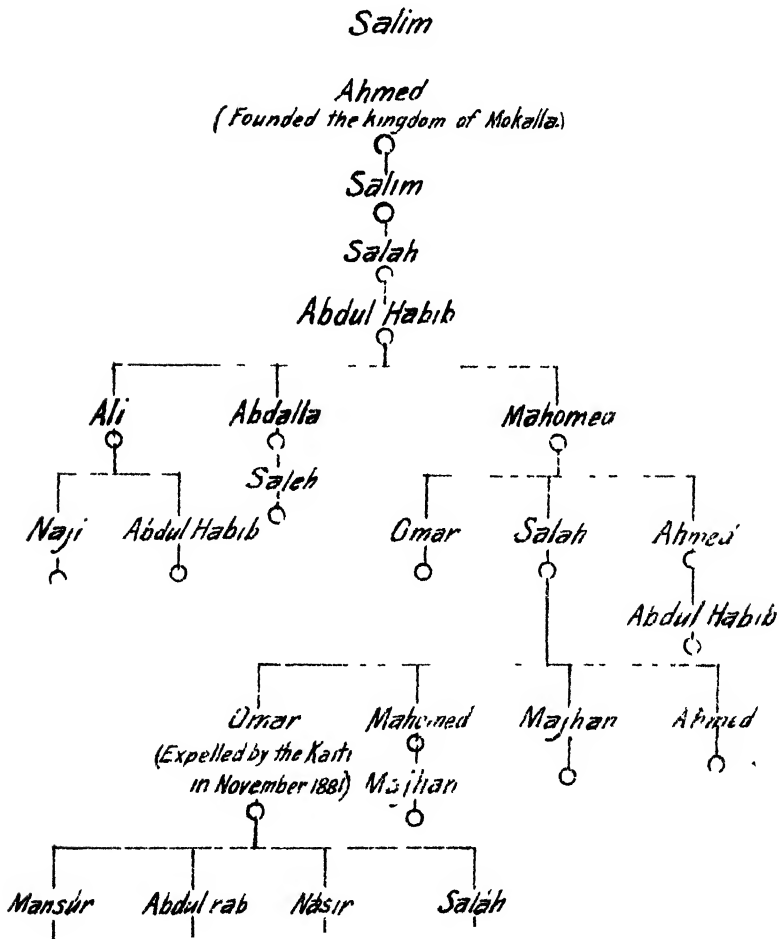 Salim
Ahmed
(Founded the kingdom of Mokalla.)
Salim
Salah
Abdul Habib
Ali Abdalla Mahomed
Saleh
Naji Abdul Habib Omar Salah Ahmed
Abdul Habib
Omar Mahomed Majhan Ahmed
(Expelled by the Kaiti
in November 1881) Majhan
Mansúr Abdul rab Násir Saláh